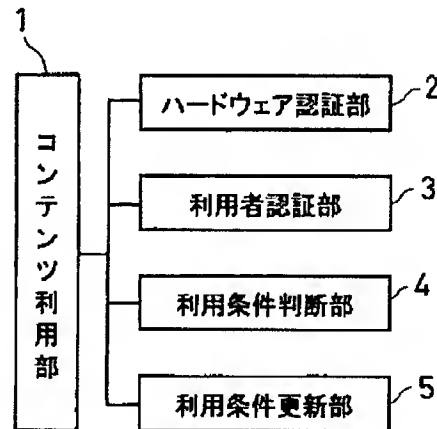 1
コンテンツ利用部
ハードウェア認証部
2
利用者認証部
3
利用条件判断部
4
利用条件更新部
5